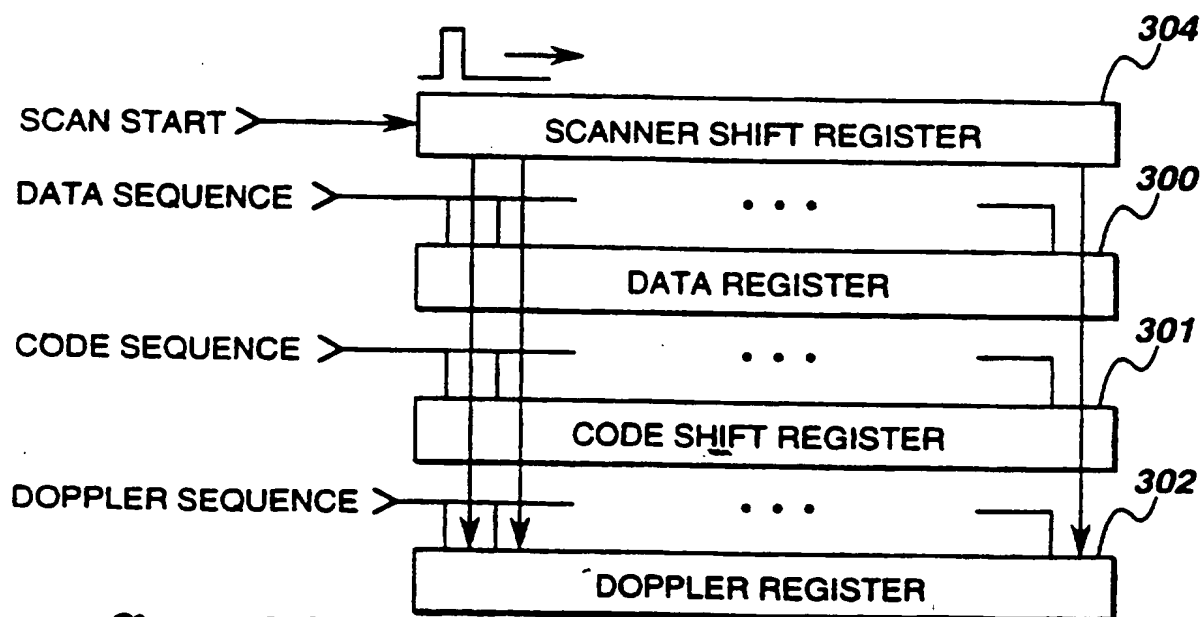 304
SCAN START
SCANNER SHIFT REGISTER
DATA SEQUENCE
300
DATA REGISTER
CODE SEQUENCE
301
CODE SHIFT REGISTER
DOPPLER SEQUENCE
302
DOPPLER REGISTER